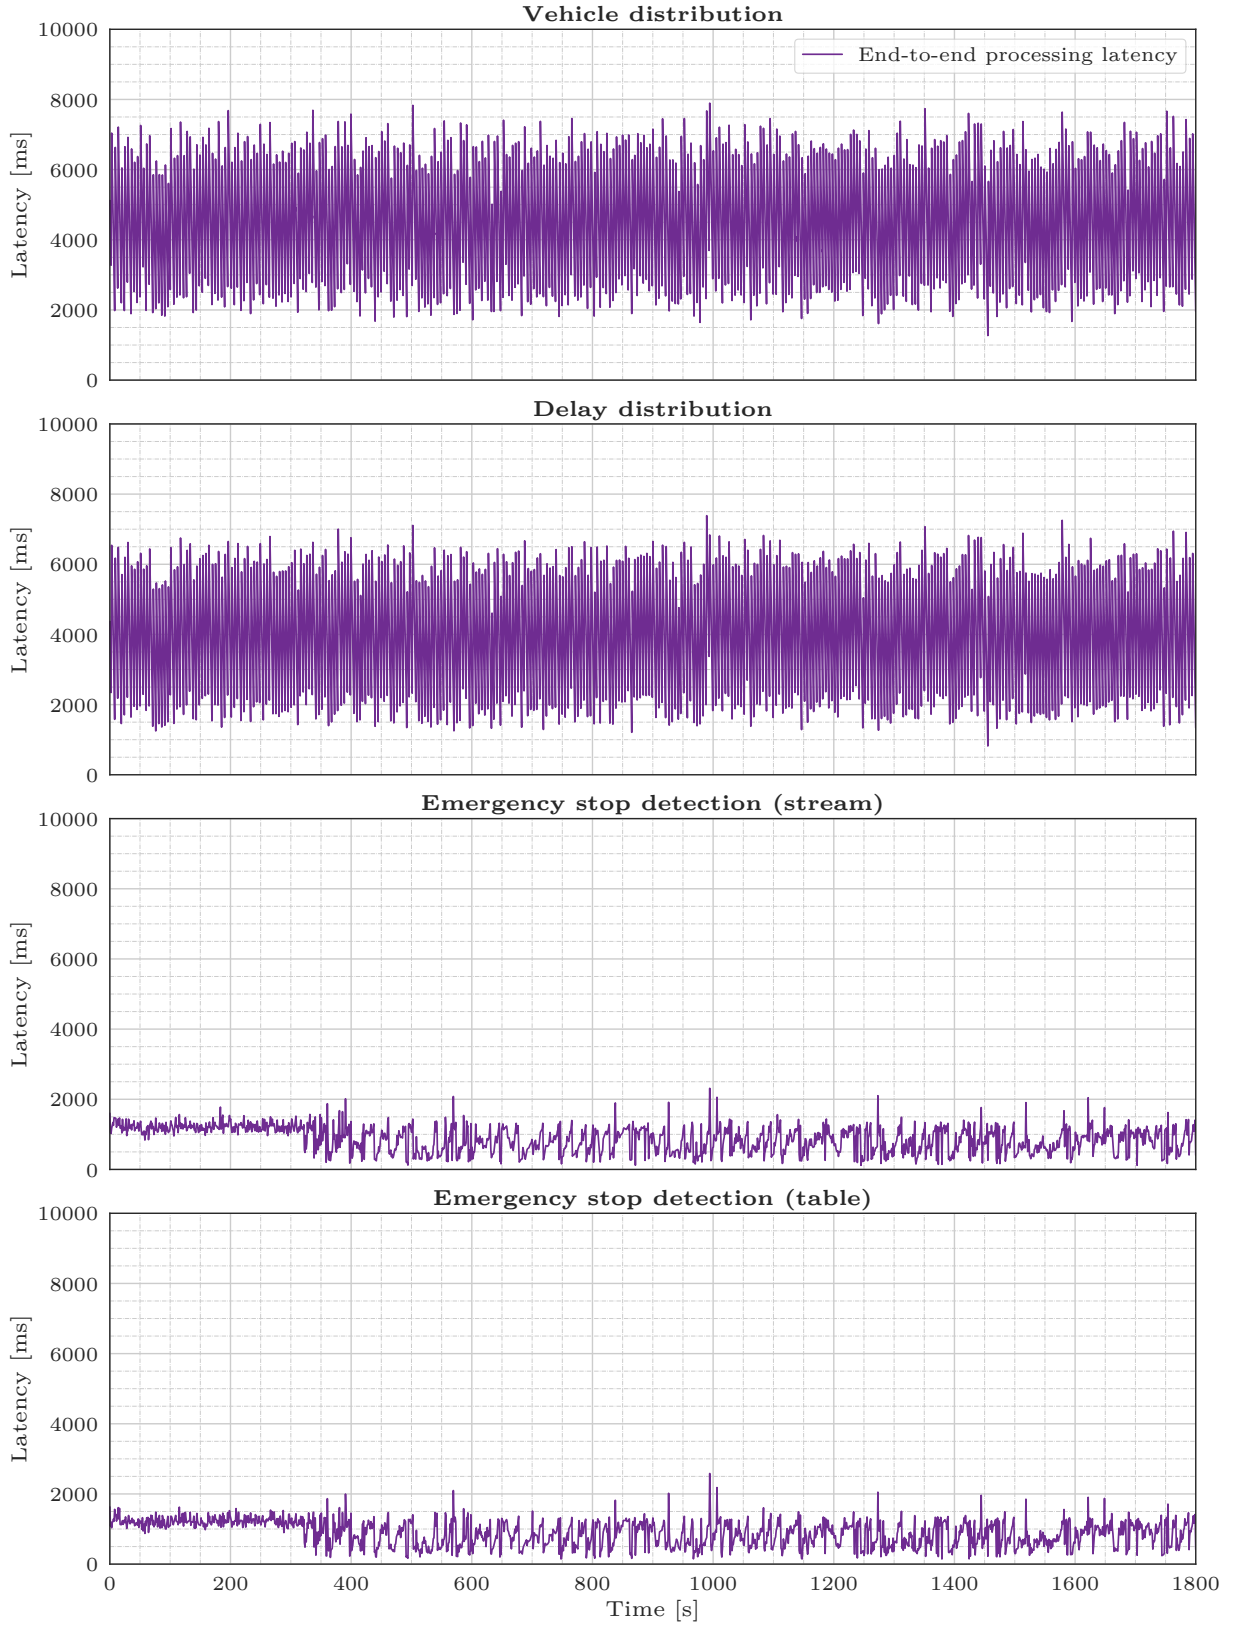 Vehicle distribution
End-to-end processing latency
Latency [ms]
10000
8000
6000
4000
2000
0
Delay distribution
Latency [ms]
10000
8000
6000
4000
2000
0
Emergency stop detection (stream)
Latency [ms]
10000
8000
6000
4000
2000
0
Emergency stop detection (table)
Latency [ms]
10000
8000
6000
4000
2000
0
0 200 400 600 800 1000 1200 1400 1600 1800
Time [s]